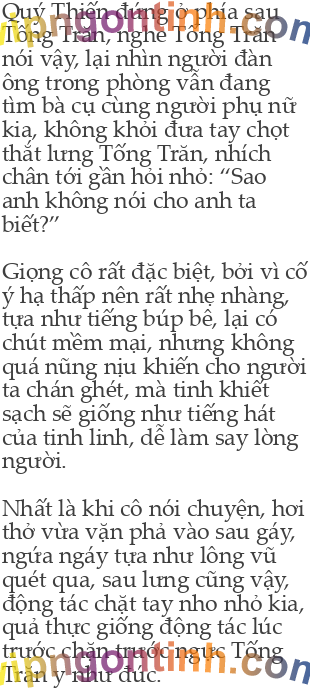 Quý Thiến đứng ở phía sau
Tống Trăn, nghe Tống Trăn
nói vậy, lại nhìn người đàn
ông trong phòng vẫn đang
tìm bà cụ cùng người phụ nữ
kia, không khỏi đưa tay chọt
thắt lưng Tống Trăn, nhích
chân tới gần hỏi nhỏ: “Sao
anh không nói cho anh ta
biết?”
Giọng cô rất đặc biệt, bởi vì cố
ý hạ thấp nên rất nhẹ nhàng,
tựa như tiếng búp bê, lại có
chút mềm mại, nhưng không
quá nũng nịu khiến cho người
ta chán ghét, mà tinh khiết
sạch sẽ giống như tiếng hát
của tinh linh, dễ làm say lòng
người.
Nhất là khi cô nói chuyện, hơi
thở vừa vặn phả vào sau gáy,
ngứa ngáy tựa như lông vũ
quét qua, sau lưng cũng vậy,
động tác chặt tay nho nhỏ kia,
quả thực giống động tác lúc
trước chặn trước ngực Tống
Trăn y như đúc.
vipngontinh.com